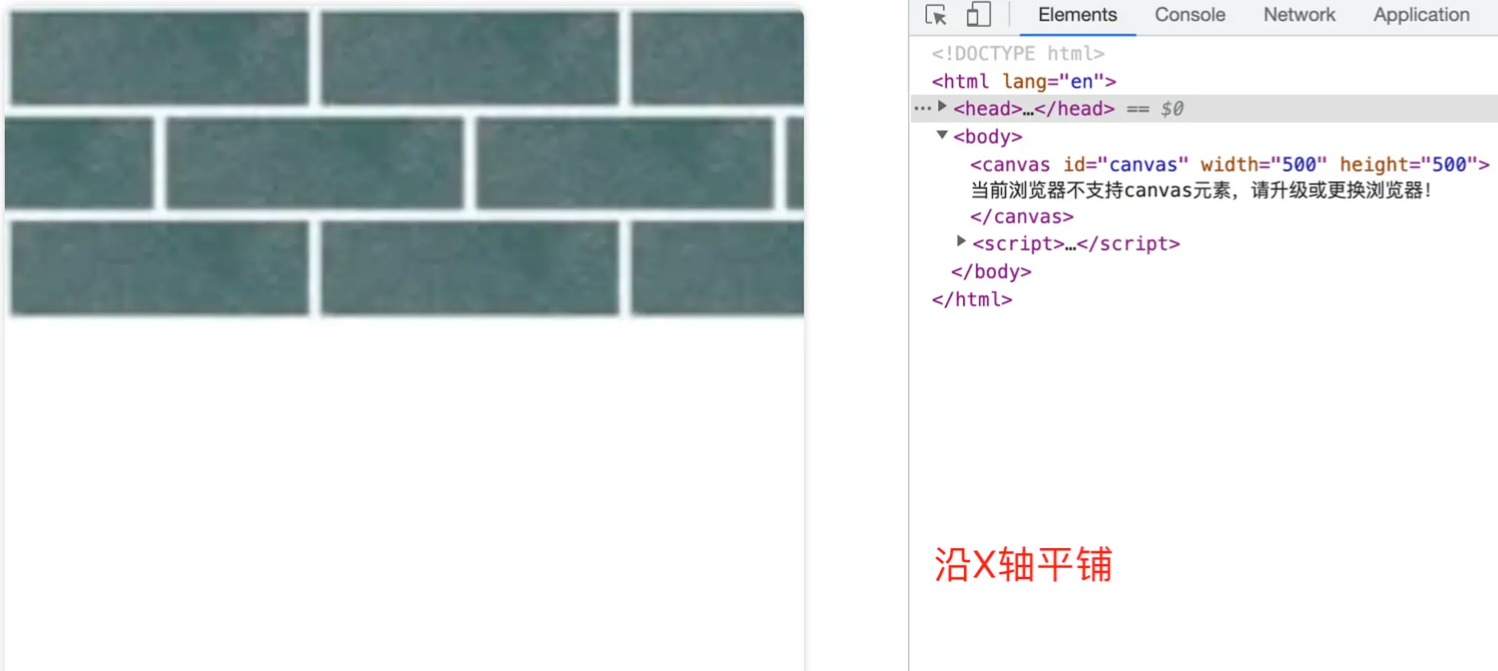 Elements Console Network Application
<!DOCTYPE html>
<html lang="en">
<head>…</head> == $0
<body>
<canvas id="canvas" width="500" height="500">
当前浏览器不支持canvas元素，请升级或更换浏览器！
</canvas>
<script>…</script>
</body>
</html>
沿X轴平铺